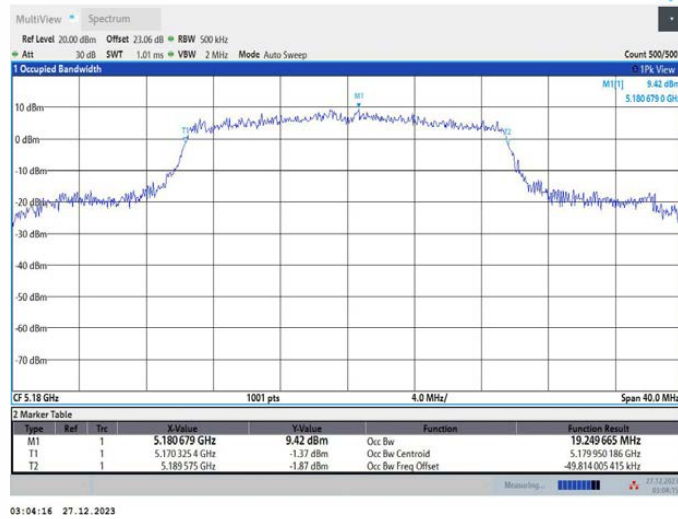 MultiView Spectrum
Ref Level 20.00 dBm Offset 23.06 dB RBW 500 kHz
Att 30 dB SWT 1.01 ms VBW 2 MHz Mode Auto Sweep Count 500/500
1 Occupied Bandwidth 1Pk View
M1[1] 9.42 dBm
5.180 679 0 GHz
M1
10 dBm
T1 T2
0 dBm
-10 dBm
-20 dBm
-30 dBm
-40 dBm
-50 dBm
-60 dBm
-70 dBm
CF 5.18 GHz 1001 pts 4.0 MHz/ Span 40.0 MHz
2 Marker Table
Type Ref Trc X-Value Y-Value Function Function Result
M1 1 5.180 679 GHz 9.42 dBm Occ Bw 19.249 665 MHz
T1 1 5.170 325 4 GHz -1.37 dBm Occ Bw Centroid 5.179 950 186 GHz
T2 1 5.189 575 GHz -1.87 dBm Occ Bw Freq Offset -49.814 005 415 kHz
Measuring... 27.12.2023
03:04:16 27.12.2023